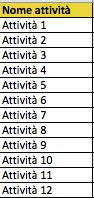 Nome attività
Attività 1
Attività 2
Attività 3
Attività 4
Attività 5
Attività 6
Attività 7
Attività 8
Attività 9
Attività 10
Attività 11
Attività 12